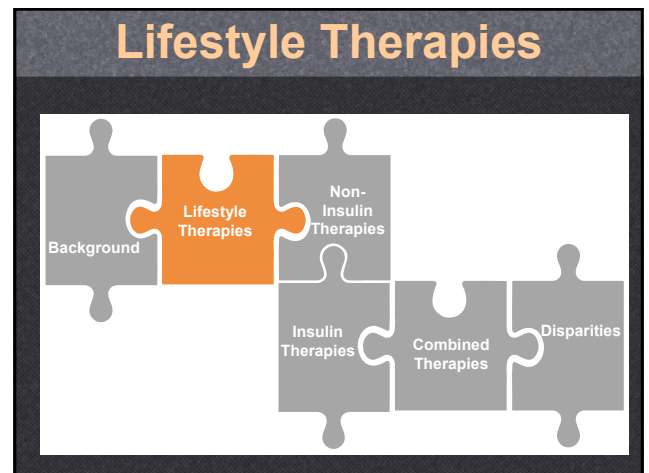 Lifestyle Therapies
Background
Lifestyle
Therapies
Non-
Insulin
Therapies
Insulin
Therapies
Combined
Therapies
Disparities